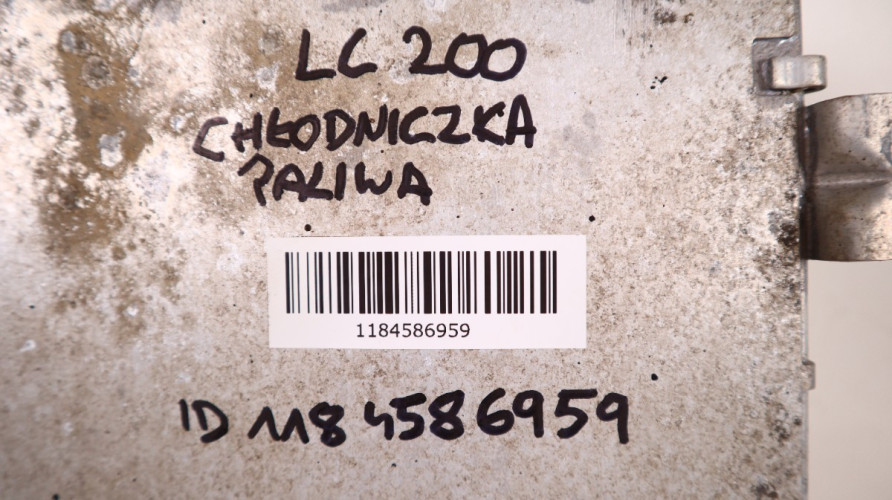 LC 200
CHŁODNICZKA
PALIWA
1184586959
ID 1184586959